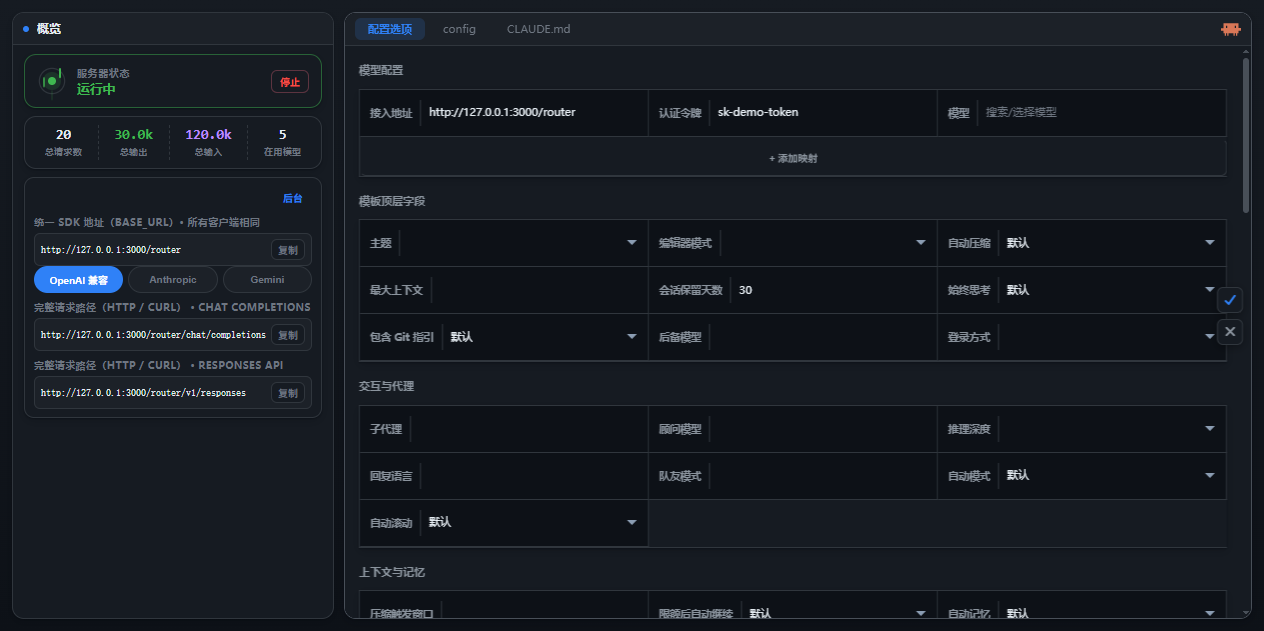 概览
服务器状态
运行中
停止
20 30.0k 120.0k 5
总请求数 总输出 总输入 在用模型
后台
统一 SDK 地址（BASE_URL）• 所有客户端相同
http://127.0.0.1:3000/router 复制
OpenAI 兼容 Anthropic Gemini
完整请求路径（HTTP / CURL） • CHAT COMPLETIONS
http://127.0.0.1:3000/router/chat/completions 复制
完整请求路径（HTTP / CURL） • RESPONSES API
http://127.0.0.1:3000/router/v1/responses 复制
配置选项 config CLAUDE.md
模型配置
接入地址 http://127.0.0.1:3000/router 认证令牌 sk-demo-token 模型 搜索/选择模型
+ 添加映射
模板顶层字段
主题 编辑器模式 自动压缩 默认
最大上下文 会话保留天数 30 始终思考 默认
包含 Git 指引 默认 后备模型 登录方式
交互与代理
子代理 顾问模型 推理深度
回复语言 队友模式 自动模式 默认
自动滚动 默认
上下文与记忆
压缩触发窗口 限额后自动继续 默认 自动记忆 默认